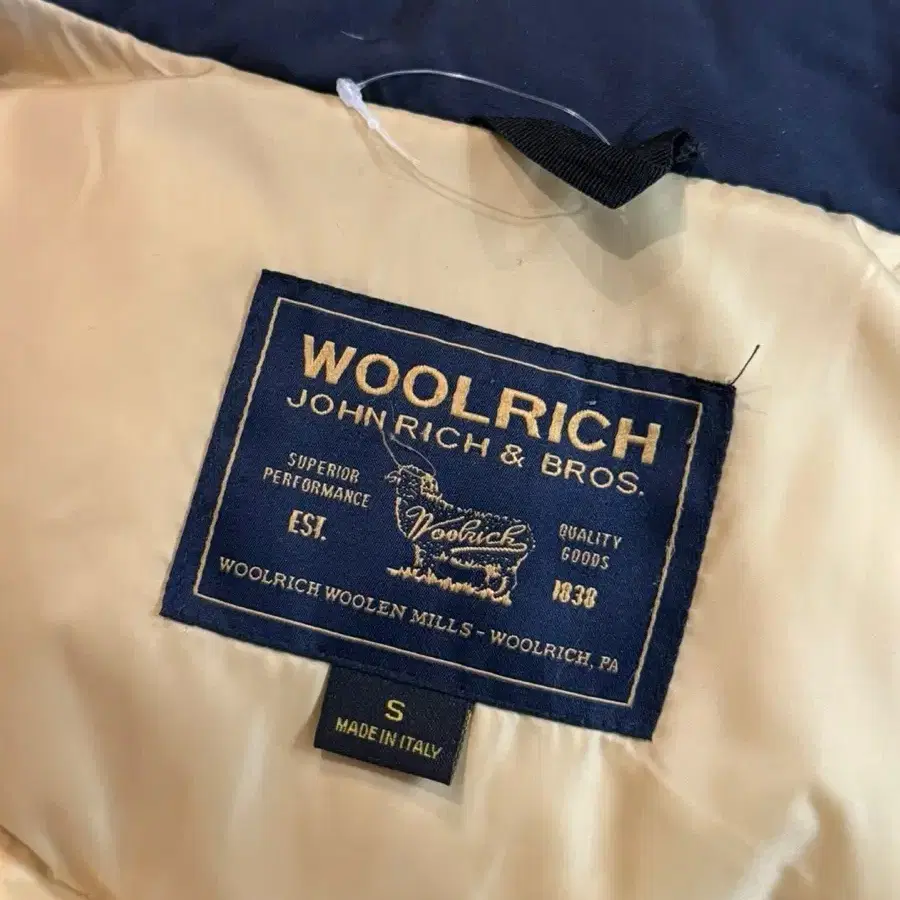 WOOLRICH
JOHN RICH & BROS.
SUPERIOR
PERFORMANCE
EST.
Woolrich
QUALITY
GOODS
1838
WOOLRICH WOOLEN MILLS - WOOLRICH, PA
S
MADE IN ITALY